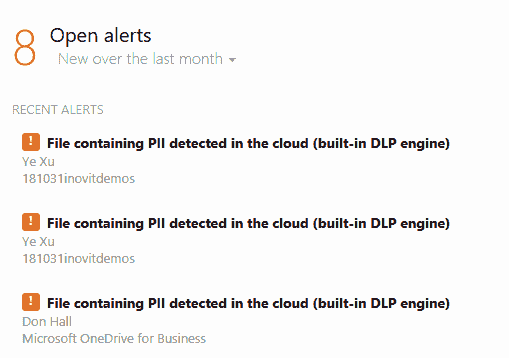 8
Open alerts
New over the last month
RECENT ALERTS
! File containing PII detected in the cloud (built-in DLP engine)
Ye Xu
181031inovitdemos
! File containing PII detected in the cloud (built-in DLP engine)
Ye Xu
181031inovitdemos
! File containing PII detected in the cloud (built-in DLP engine)
Don Hall
Microsoft OneDrive for Business